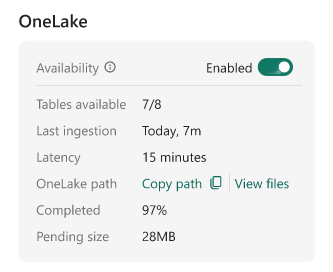 OneLake
Availability Enabled
Tables available 7/8
Last ingestion Today, 7m
Latency 15 minutes
OneLake path Copy path View files
Completed 97%
Pending size 28MB